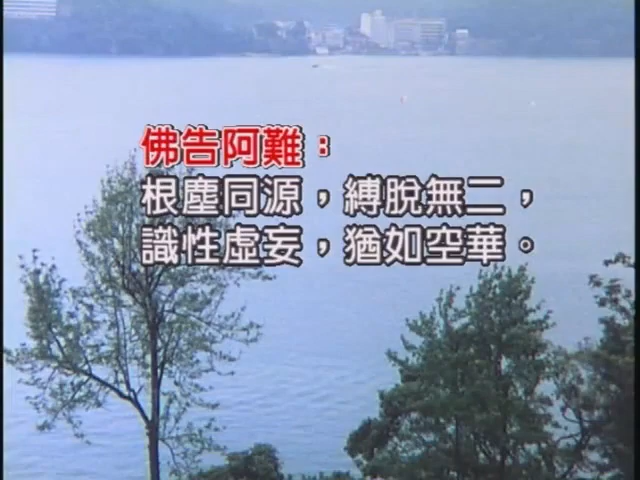 佛告阿難：
根塵同源，縛脫無二，
識性虛妄，猶如空華。